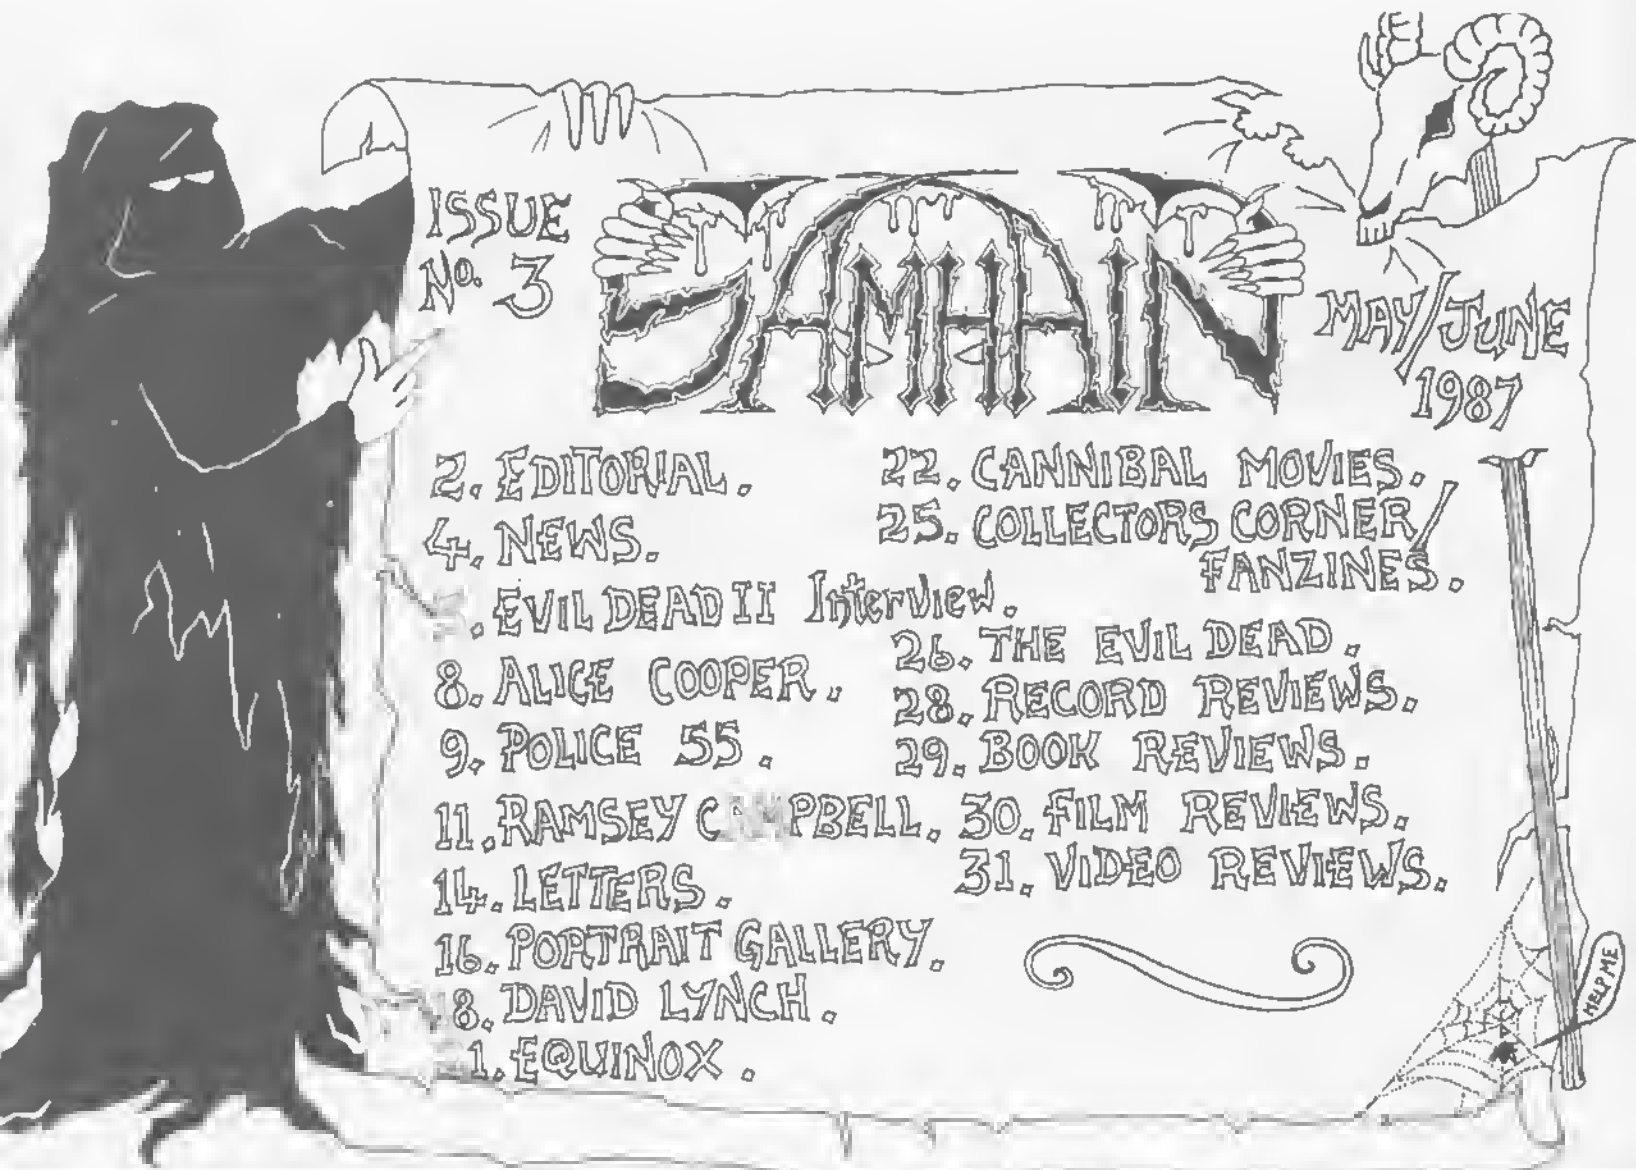 ISSUE
No. 3
SAMHAIN
MAY/JUNE
1987
2. EDITORIAL.
4. NEWS.
5. EVIL DEAD II Interview.
8. ALICE COOPER.
9. POLICE 55.
11. RAMSEY CAMPBELL.
14. LETTERS.
16. PORTRAIT GALLERY.
8. DAVID LYNCH.
1. EQUINOX.
22. CANNIBAL MOVIES.
25. COLLECTORS CORNER/
FANZINES.
26. THE EVIL DEAD.
28. RECORD REVIEWS.
29. BOOK REVIEWS.
30. FILM REVIEWS.
31. VIDEO REVIEWS.
HELP ME